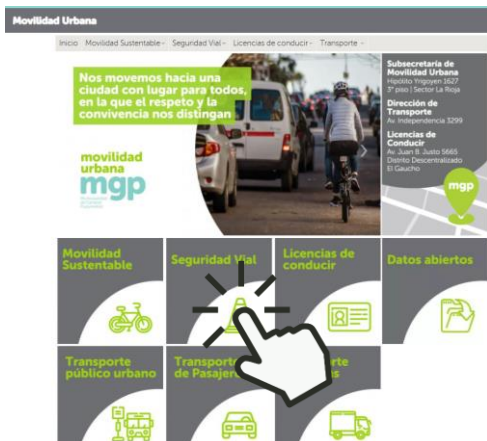 Movilidad Urbana
Inicio Movilidad Sustentable Seguridad Vial Licencias de conducir Transporte
Nos movemos hacia una
ciudad con lugar para todos,
en la que el respeto y la
convivencia nos distingan
movilidad
urbana
mgp
Subsecretaría de
Movilidad Urbana
Hipólito Yrigoyen 1627
3° piso | Sector La Rioja
Dirección de
Transporte
Av. Independencia 3299
Licencias de
Conducir
Av. Juan B. Justo 5665
Distrito Descentralizado
El Gaucho
mgp
Movilidad
Sustentable
Seguridad Vial
Licencias de
conducir
Datos abiertos
Transporte
público urbano
Transporte
de Pasajer